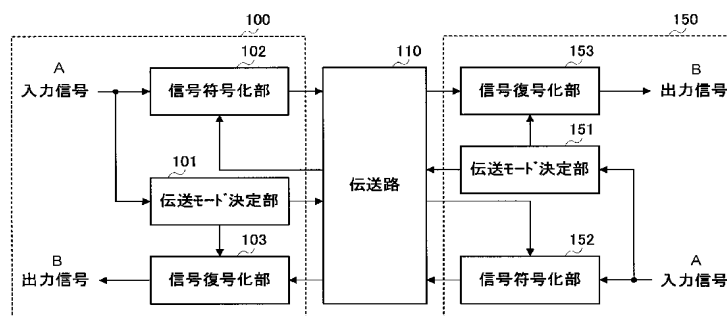 100
150
A
入力信号
102
信号符号化部
110
伝送路
153
信号復号化部
B
出力信号
101
伝送モード決定部
151
伝送モード決定部
B
出力信号
103
信号復号化部
152
信号符号化部
A
入力信号